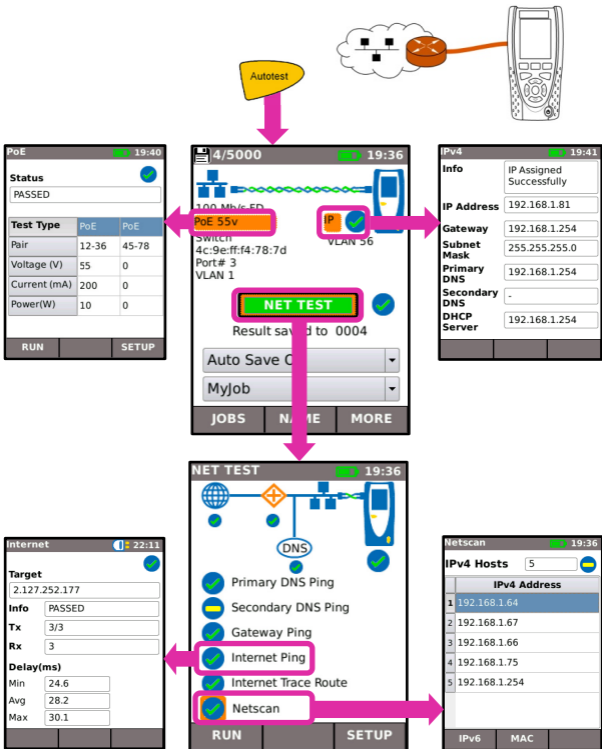 Autotest
PoE 19:40
Status
PASSED
Test Type PoE PoE
Pair 12-36 45-78
Voltage (V) 55 0
Current (mA) 200 0
Power(W) 10 0
RUN SETUP
4/5000 19:36
100 Mb/s FD
PoE 55v IP
Switch VLAN 56
4c:9e:ff:f4:78:7d
Port# 3
VLAN 1
NET TEST
Result saved to 0004
Auto Save O
MyJob
JOBS NAME MORE
IPv4 19:41
Info IP Assigned
Successfully
IP Address 192.168.1.81
Gateway 192.168.1.254
Subnet
Mask 255.255.255.0
Primary
DNS 192.168.1.254
Secondary
DNS -
DHCP
Server 192.168.1.254
NET TEST 19:36
DNS
Primary DNS Ping
Secondary DNS Ping
Gateway Ping
Internet Ping
Internet Trace Route
Netscan
RUN SETUP
Internet 22:11
Target
2.127.252.177
Info PASSED
Tx 3/3
Rx 3
Delay(ms)
Min 24.6
Avg 28.2
Max 30.1
Netscan 19:36
IPv4 Hosts 5
IPv4 Address
1 192.168.1.64
2 192.168.1.67
3 192.168.1.66
4 192.168.1.75
5 192.168.1.254
IPv6 MAC